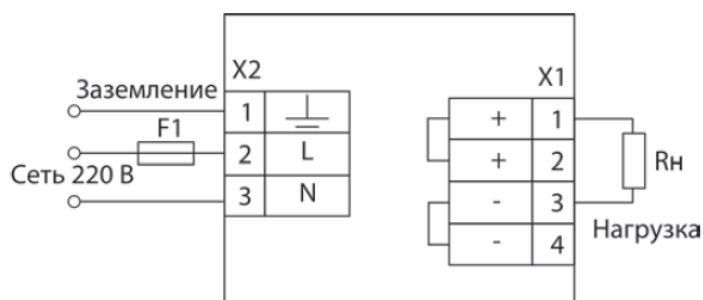 X2
X1
Заземление
1
F1
2 L
Сеть 220 В
3 N
+ 1
+ 2
- 3
- 4
Rн
Нагрузка